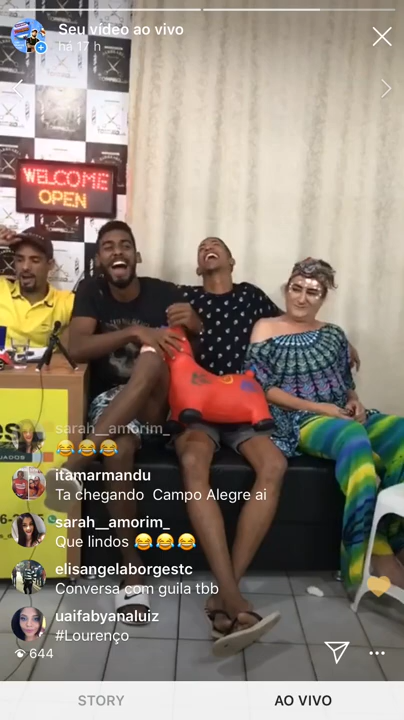 Seu vídeo ao vivo
há 17 h
WELCOME
OPEN
sarah__amorim_
😂😂😂
itamarmandu
Ta chegando Campo Alegre ai
sarah__amorim_
Que lindos 😂😂😂
elisangelaborgestc
Conversa com guila tbb
uaifabyanaluiz
#Lourenço
644
STORY
AO VIVO